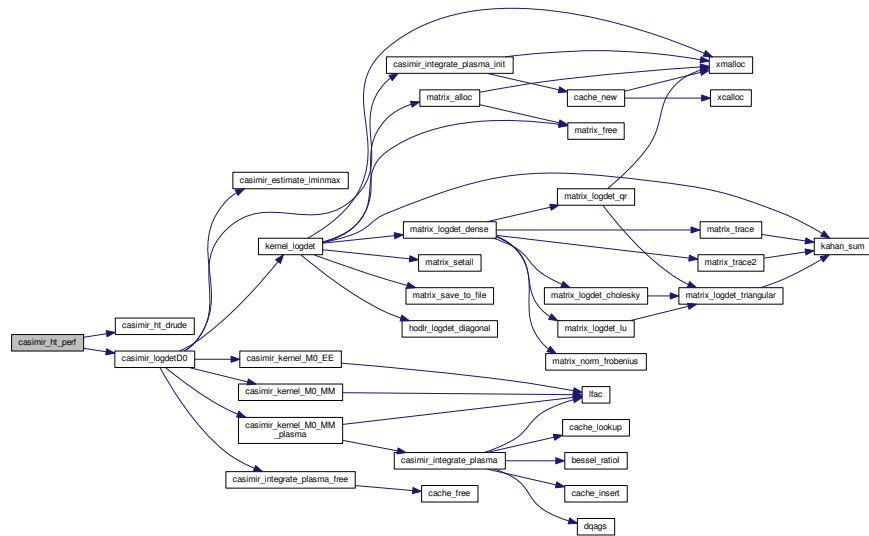 casimir_integrate_plasma_init
xmalloc
matrix_alloc
cache_new
xcalloc
matrix_free
casimir_estimate_lminmax
matrix_logdet_qr
kernel_logdet
matrix_logdet_dense
matrix_trace
kahan_sum
matrix_setall
matrix_trace2
matrix_save_to_file
matrix_logdet_cholesky
matrix_logdet_triangular
casimir_ht_drude
hodlr_logdet_diagonal
matrix_logdet_lu
casimir_ht_perf
casimir_logdetD0
casimir_kernel_M0_EE
matrix_norm_frobenius
casimir_kernel_M0_MM
lfac
casimir_kernel_M0_MM
_plasma
cache_lookup
casimir_integrate_plasma
bessel_ratioI
casimir_integrate_plasma_free
cache_free
cache_insert
dqags